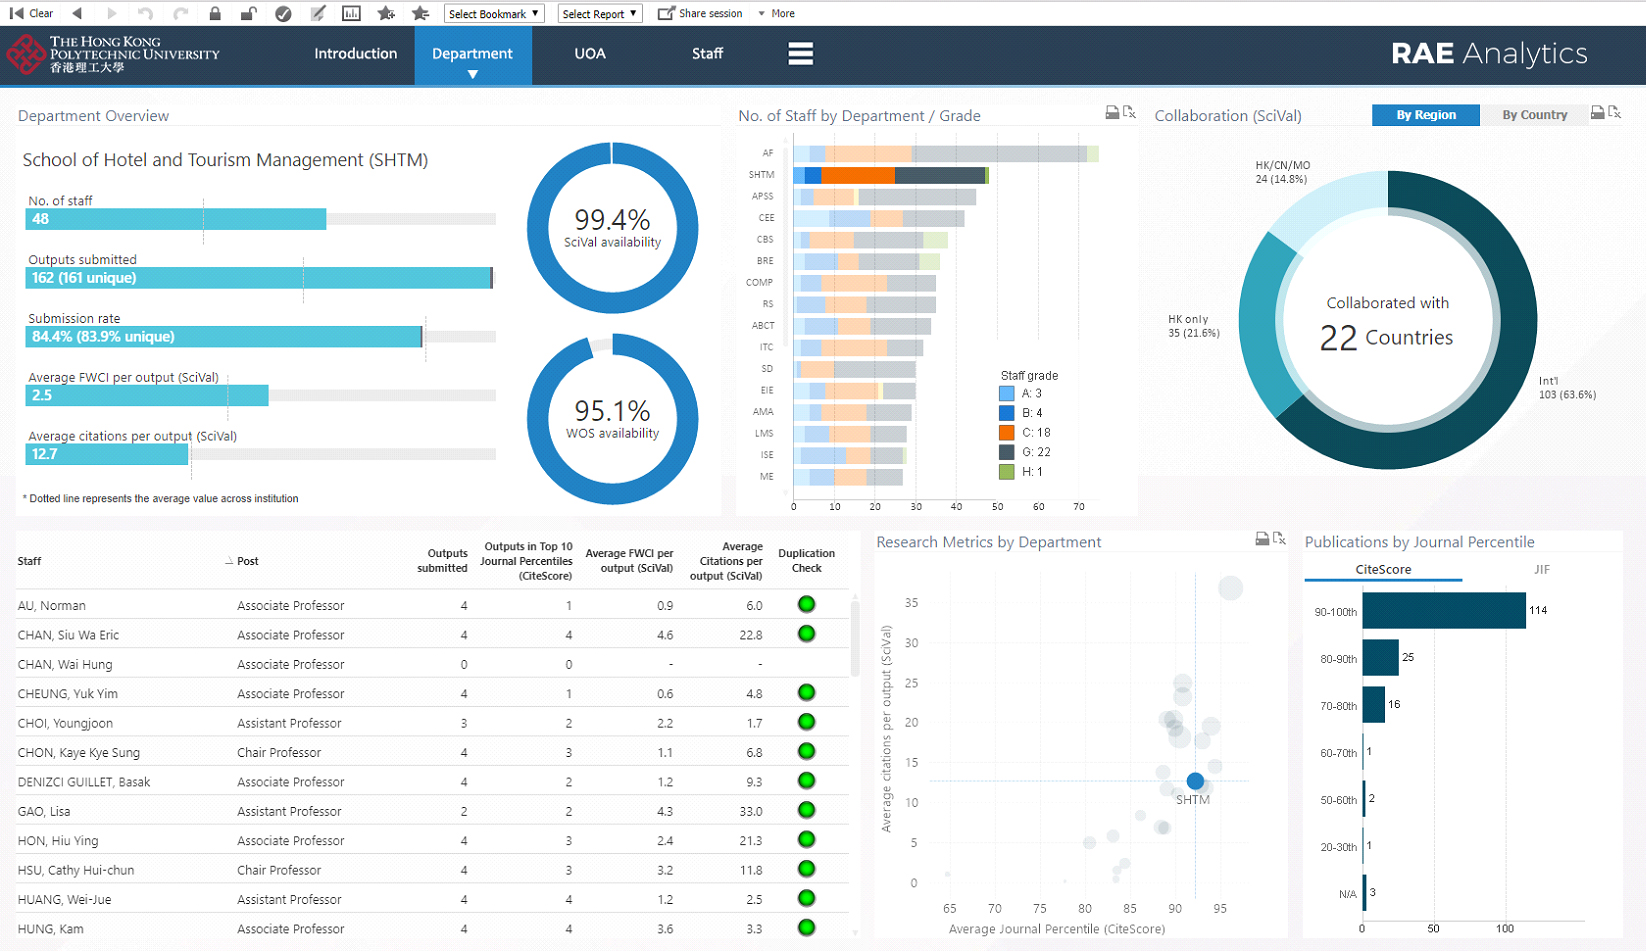 Clear
Select Bookmark
Select Report
Share session
More
THE HONG KONG
POLYTECHNIC UNIVERSITY
香港理工大學
Introduction
Department
UOA
Staff
RAE Analytics
Department Overview
School of Hotel and Tourism Management (SHTM)
No. of staff
48
Outputs submitted
162 (161 unique)
Submission rate
84.4% (83.9% unique)
Average FWCI per output (SciVal)
2.5
Average citations per output (SciVal)
12.7
* Dotted line represents the average value across institution
99.4%
SciVal availability
95.1%
WOS availability
No. of Staff by Department / Grade
AF
SHTM
APSS
CEE
CBS
BRE
COMP
RS
ABCT
ITC
SD
EIE
AMA
LMS
ISE
ME
0 10 20 30 40 50 60 70
Staff grade
A: 3
B: 4
C: 18
G: 22
H: 1
Collaboration (SciVal)
By Region
By Country
HK/CN/MO
24 (14.8%)
HK only
35 (21.6%)
Int'l
103 (63.6%)
Collaborated with
22 Countries
Staff Post Outputs submitted Outputs in Top 10 Journal Percentiles (CiteScore) Average FWCI per output (SciVal) Average Citations per output (SciVal) Duplication Check
AU, Norman Associate Professor 4 1 0.9 6.0
CHAN, Siu Wa Eric Associate Professor 4 4 4.6 22.8
CHAN, Wai Hung Associate Professor 0 0 - -
CHEUNG, Yuk Yim Associate Professor 4 1 0.6 4.8
CHOI, Youngjoon Assistant Professor 3 2 2.2 1.7
CHON, Kaye Kye Sung Chair Professor 4 3 1.1 6.8
DENIZCI GUILLET, Basak Associate Professor 4 2 1.2 9.3
GAO, Lisa Assistant Professor 2 2 4.3 33.0
HON, Hiu Ying Associate Professor 4 3 2.4 21.3
HSU, Cathy Hui-chun Chair Professor 4 3 3.2 11.8
HUANG, Wei-Jue Assistant Professor 4 4 1.2 2.5
HUNG, Kam Associate Professor 4 4 3.6 3.3
Research Metrics by Department
Average citations per output (SciVal)
35
30
25
20
15
10
5
0
SHTM
65 70 75 80 85 90 95
Average Journal Percentile (CiteScore)
Publications by Journal Percentile
CiteScore
JIF
90-100th 114
80-90th 25
70-80th 16
60-70th 1
50-60th 2
20-30th 1
N/A 3
0 50 100